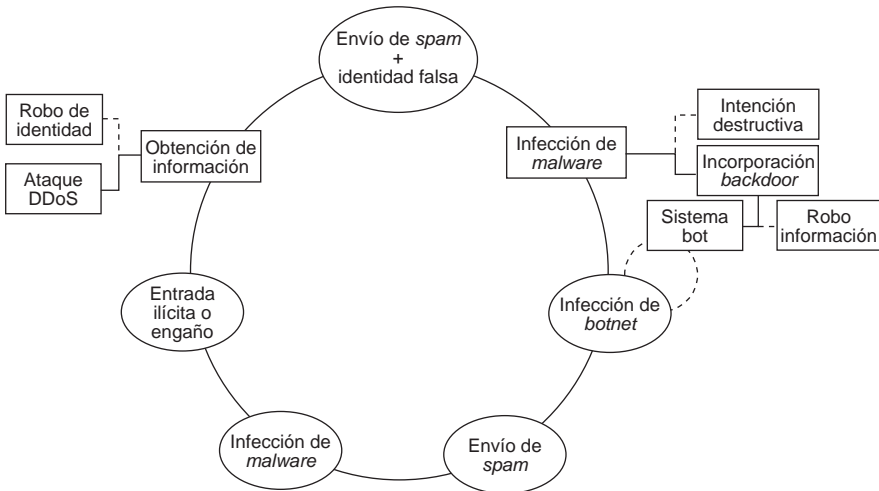 Envío de spam
+
identidad falsa
Robo de
identidad
Obtención de
información
Ataque
DDoS
Infección de
malware
Intención
destructiva
Incorporación
backdoor
Sistema
bot
Robo
información
Entrada
ilícita o
engaño
Infección de
botnet
Infección de
malware
Envío de
spam